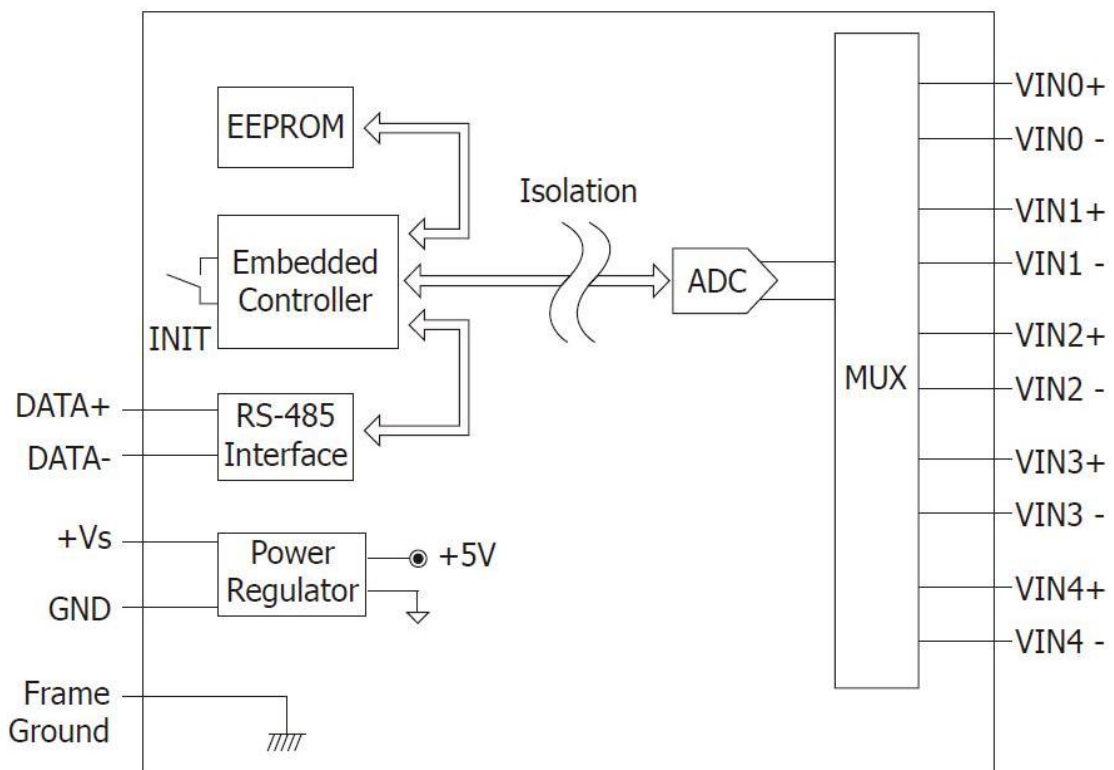 EEPROM
Isolation
Embedded
Controller
INIT
ADC
MUX
RS-485
Interface
Power
Regulator
+5V
DATA+
DATA-
+Vs
GND
Frame
Ground
VIN0+
VIN0 -
VIN1+
VIN1 -
VIN2+
VIN2 -
VIN3+
VIN3 -
VIN4+
VIN4 -